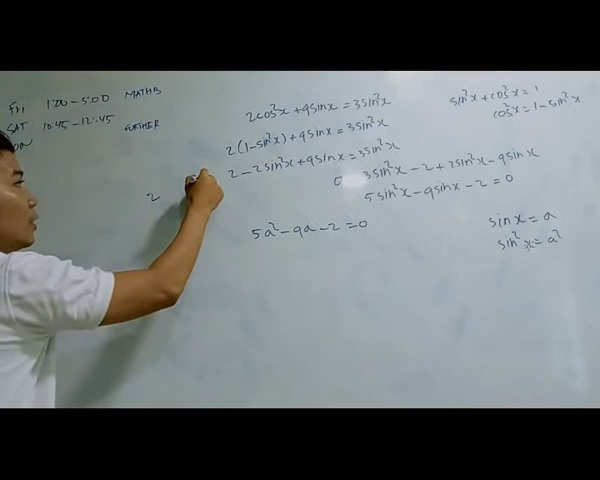 Fri 1:00 - 5:00 MATHS
SAT 10:45 - 12:45 FURTHER
2cos²x + 9sinx = 3sin²x
2(1-sin²x) + 9sinx = 3sin²x
2 - 2sin²x + 9sinx = 3sin²x
0 3sin²x - 2 + 2sin²x - 9sinx
5sin²x - 9sinx - 2 = 0
5a² - 9a - 2 = 0
2
sin²x + cos²x = 1
cos²x = 1 - sin²x
sinx = a
sin²x = a²